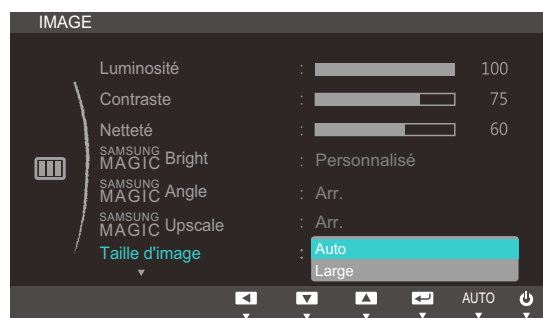 IMAGE
Luminosité : 100
Contraste : 75
Netteté : 60
SAMSUNG MAGIC Bright : Personnalisé
SAMSUNG MAGIC Angle : Arr.
SAMSUNG MAGIC Upscale : Arr.
Taille d'image : Auto
Large
AUTO